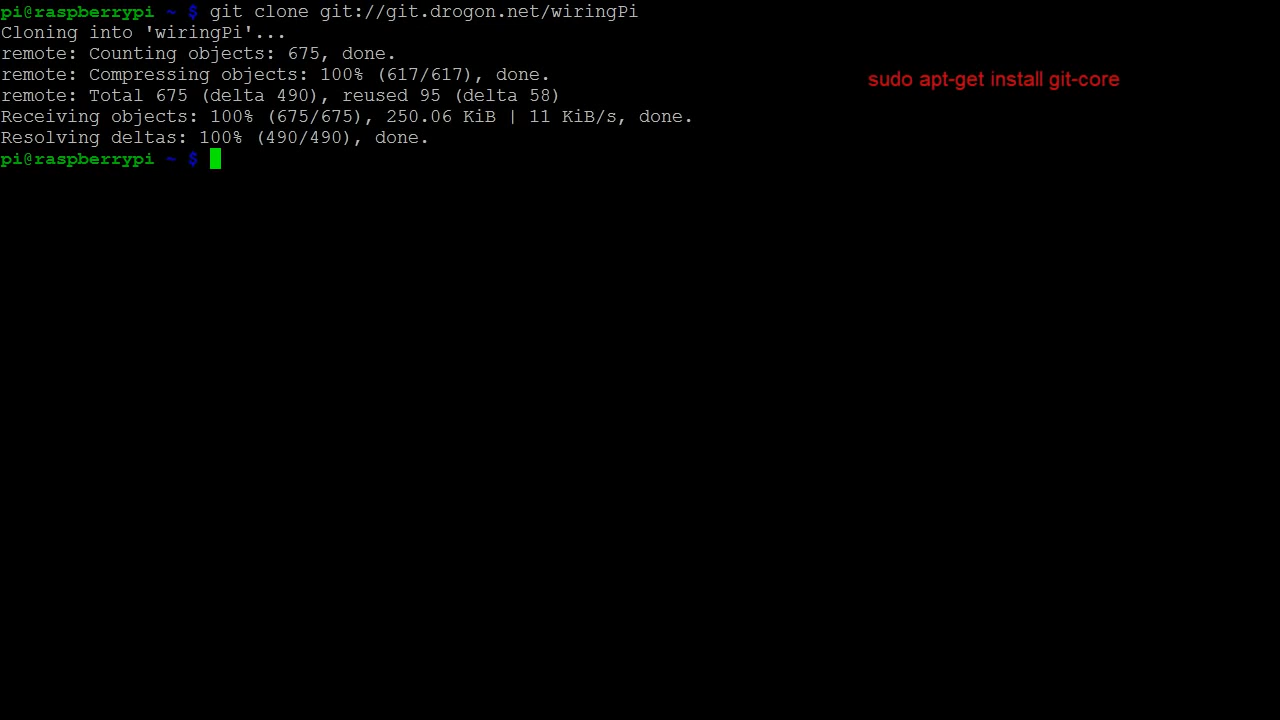 pi@raspberrypi ~ $ git clone git://git.drogon.net/wiringPi
Cloning into 'wiringPi'...
remote: Counting objects: 675, done.
remote: Compressing objects: 100% (617/617), done.
sudo apt-get install git-core
remote: Total 675 (delta 490), reused 95 (delta 58)
Receiving objects: 100% (675/675), 250.06 KiB | 11 KiB/s, done.
Resolving deltas: 100% (490/490), done.
pi@raspberrypi ~ $